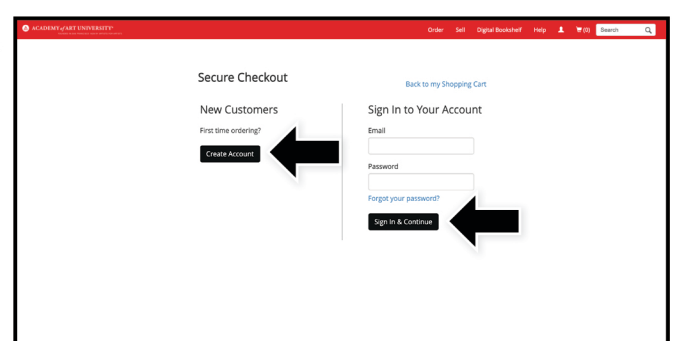 ACADEMY of ART UNIVERSITY
Order Sell Digital Bookshelf Help (0) Search
Secure Checkout
Back to my Shopping Cart
New Customers
First time ordering?
Create Account
Sign In to Your Account
Email
Password
Forgot your password?
Sign In & Continue